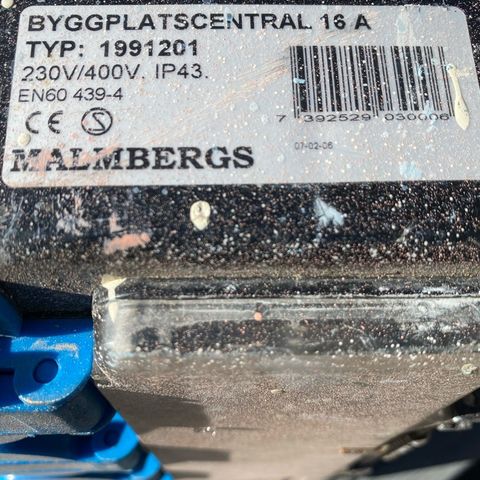 BYGGPLATSCENTRAL 16 A
TYP: 1991201
230V/400V. IP43.
EN60 439-4
CE S
7 392529 030006
07-02-06
MALMBERGS